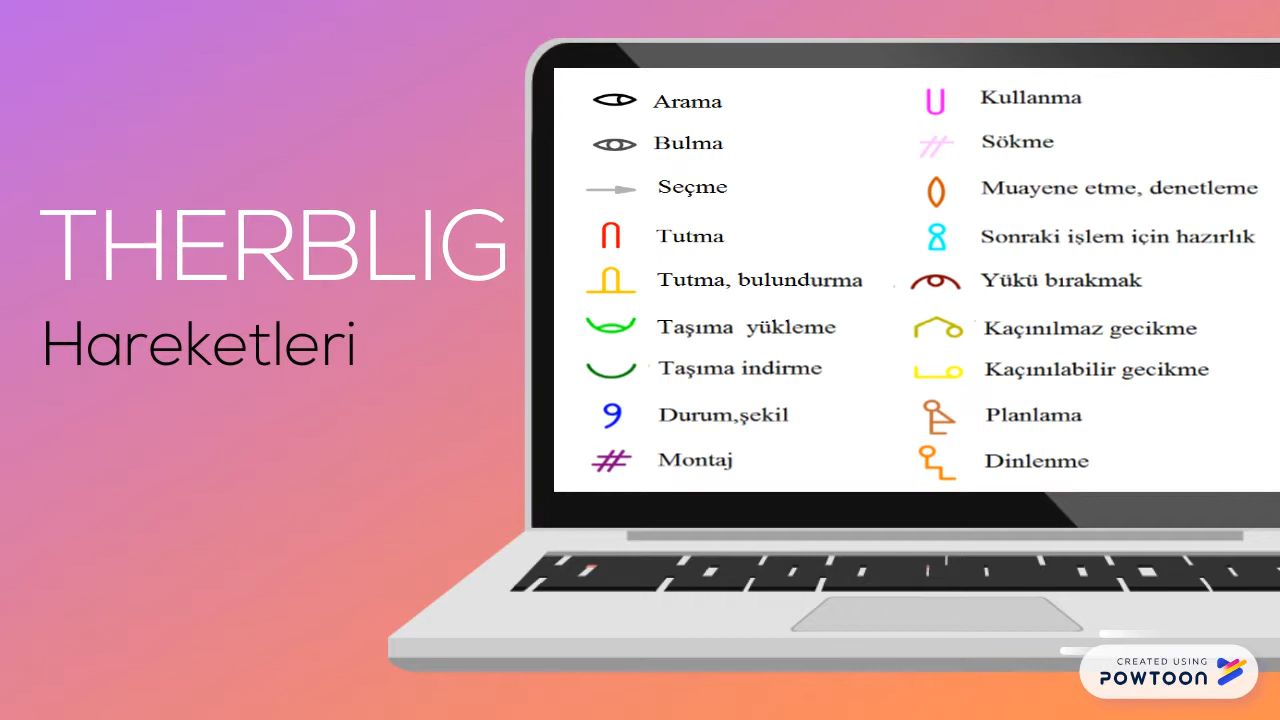 THERBLIG
Hareketleri
Arama
Bulma
Seçme
Tutma
Tutma, bulundurma
Taşıma yükleme
Taşıma indirme
Durum,şekil
Montaj
Kullanma
Sökme
Muayene etme, denetleme
Sonraki işlem için hazırlık
Yükü bırakmak
Kaçınılmaz gecikme
Kaçınılabilir gecikme
Planlama
Dinlenme
CREATED USING
POWTOON